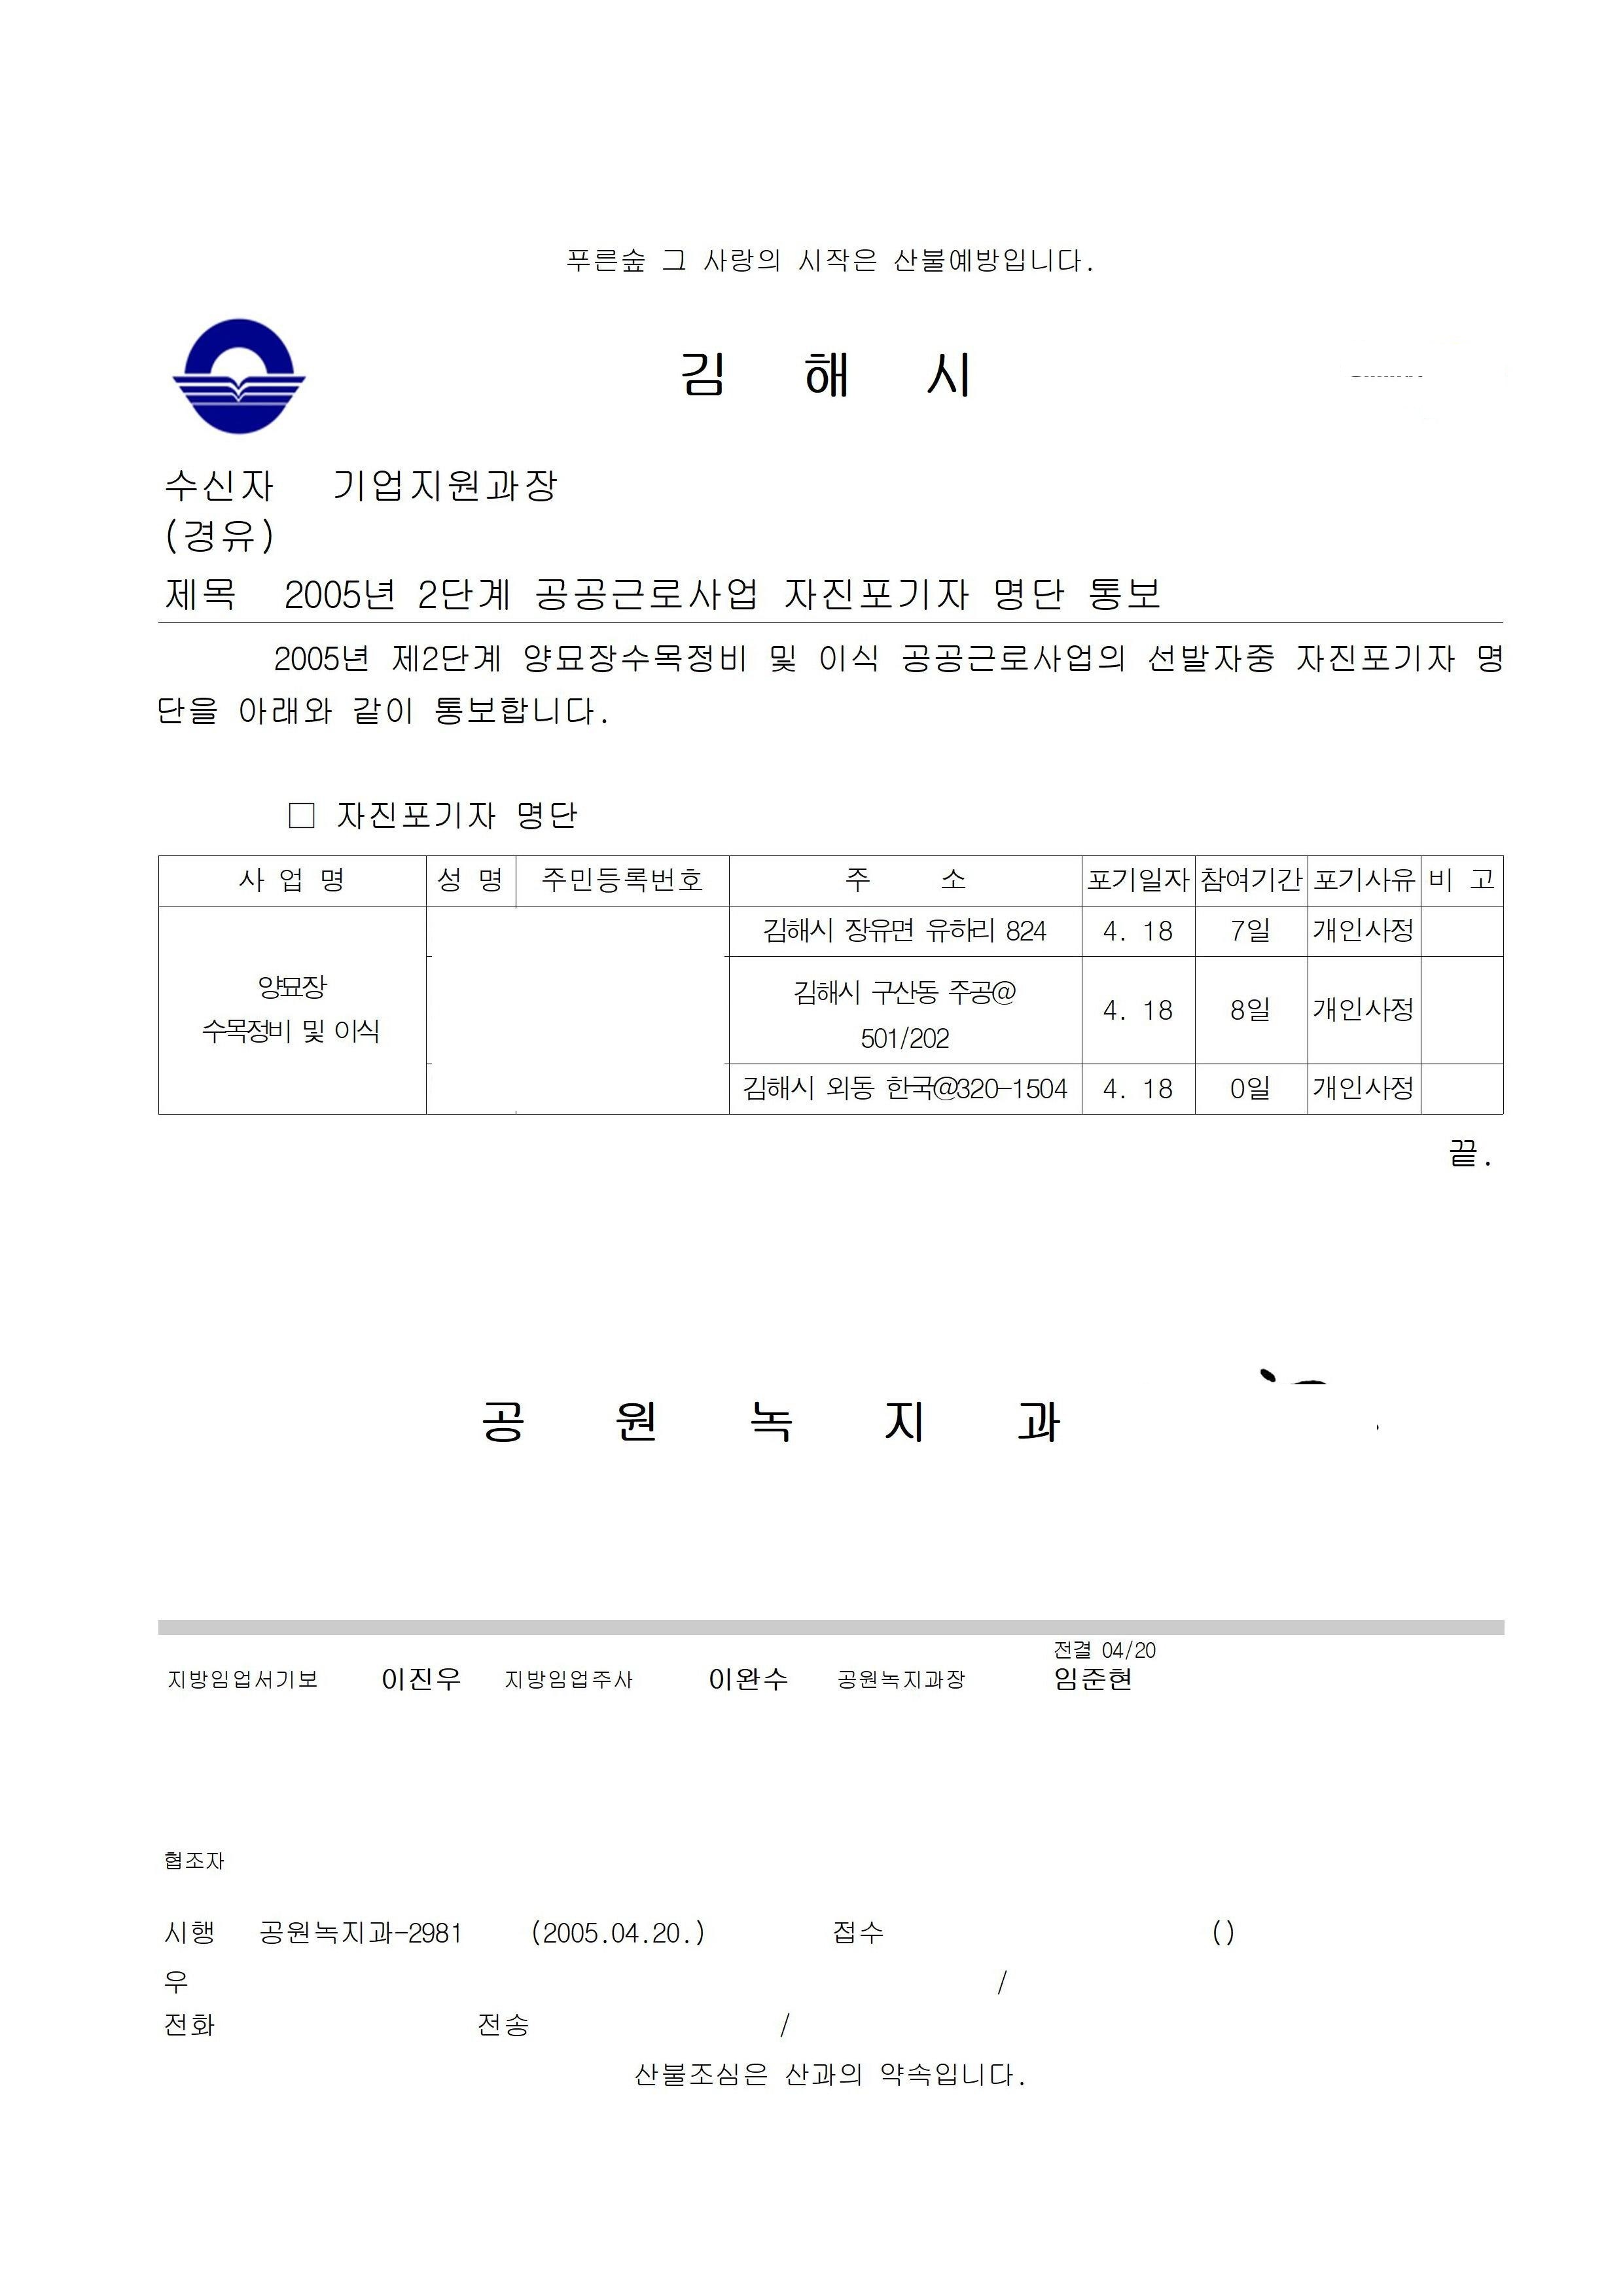 푸른숲 그 사랑의 시작은 산불예방입니다.
김 해 시
수신자 기업지원과장
(경유)
제목 2005년 2단계 공공근로사업 자진포기자 명단 통보
2005년 제2단계 양묘장수목정비 및 이식 공공근로사업의 선발자중 자진포기자 명
단을 아래와 같이 통보합니다.
□ 자진포기자 명단
사 업 명 성 명 주민등록번호 주 소 포기일자 참여기간 포기사유 비 고
김해시 장유면 유하리 824 4. 18 7일 개인사정
양묘장
수목정비 및 이식
김해시 구산동 주공@
501/202
4. 18 8일 개인사정
김해시 외동 한국@320-1504 4. 18 0일 개인사정
끝.
공 원 녹 지 과
전결 04/20
지방임업서기보 이진우 지방임업주사 이완수 공원녹지과장 임준현
협조자
시행 공원녹지과-2981 (2005.04.20.) 접수 ()
우 /
전화 전송 /
산불조심은 산과의 약속입니다.